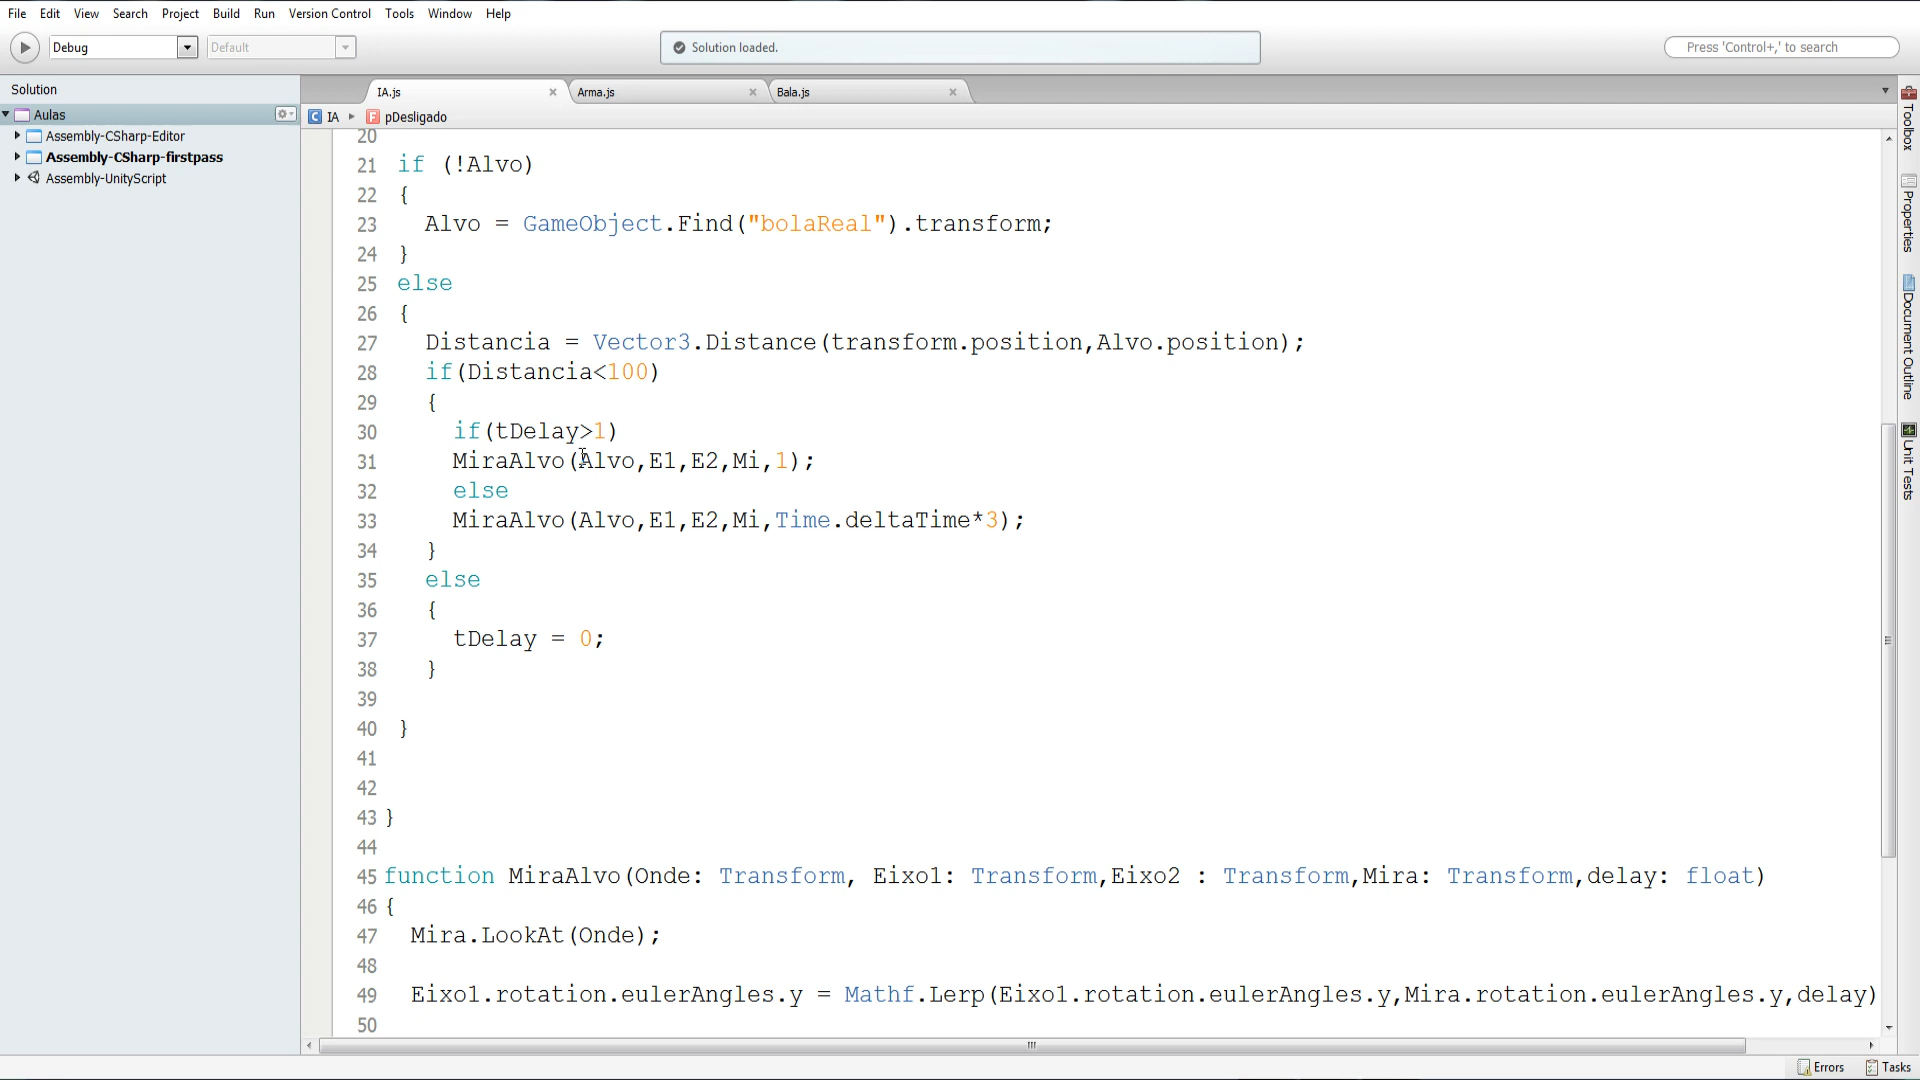 File Edit View Search Project Build Run Version Control Tools Window Help
Debug Default Solution loaded. Press 'Control+,' to search
Solution
IA.js Arma.js Bala.js
Aulas
IA pDesligado
Assembly-CSharp-Editor
Assembly-CSharp-firstpass
Assembly-UnityScript
20
21 if (!Alvo)
22 {
23 Alvo = GameObject.Find("bolaReal").transform;
24 }
25 else
26 {
27 Distancia = Vector3.Distance(transform.position,Alvo.position);
28 if(Distancia<100)
29 {
30 if(tDelay>1)
31 MiraAlvo(Alvo,E1,E2,Mi,1);
32 else
33 MiraAlvo(Alvo,E1,E2,Mi,Time.deltaTime*3);
34 }
35 else
36 {
37 tDelay = 0;
38 }
39
40 }
41
42
43 }
44
45 function MiraAlvo(Onde: Transform, Eixo1: Transform,Eixo2 : Transform,Mira: Transform,delay: float)
46 {
47 Mira.LookAt(Onde);
48
49 Eixo1.rotation.eulerAngles.y = Mathf.Lerp(Eixo1.rotation.eulerAngles.y,Mira.rotation.eulerAngles.y,delay)
50
Toolbox
Properties
Document Outline
Unit Tests
Errors Tasks